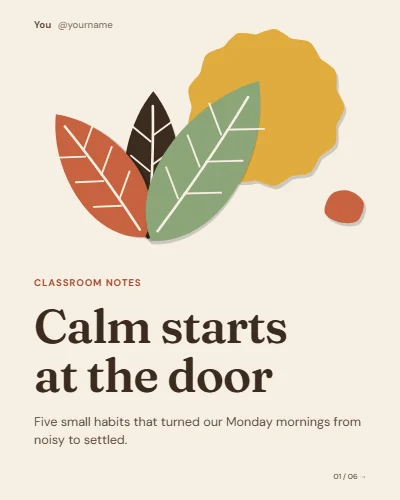 You @yourname
CLASSROOM NOTES
Calm starts
at the door
Five small habits that turned our Monday mornings from
noisy to settled.
01 / 06 →